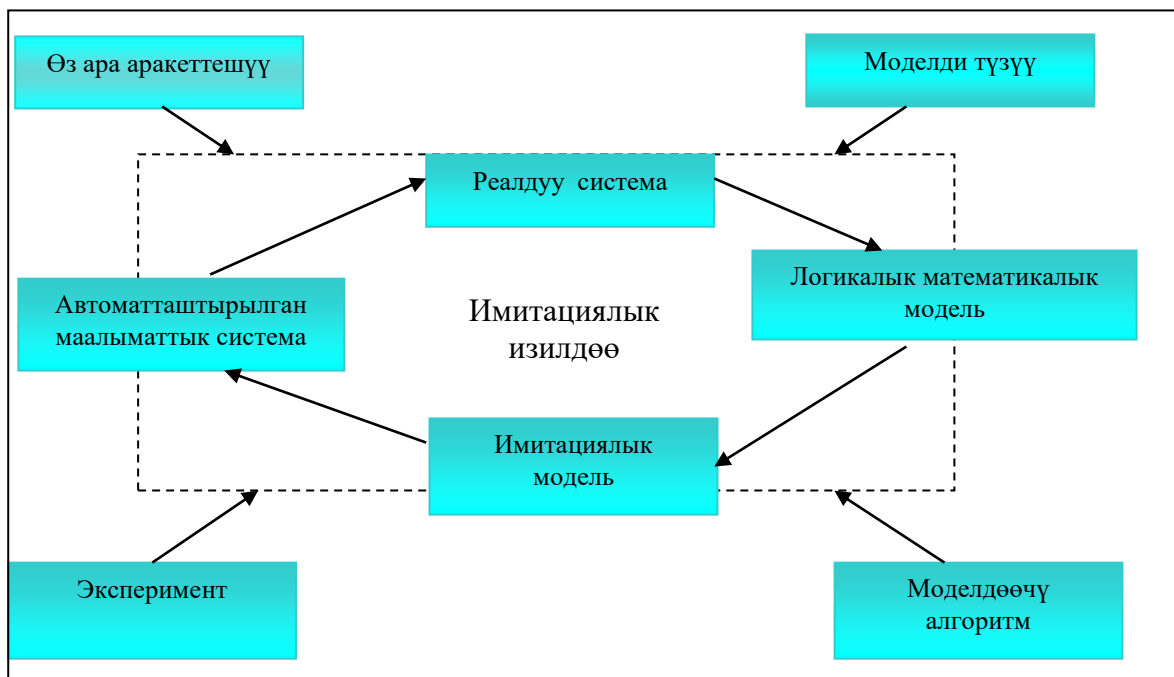 Өз ара аракеттешүү
Моделди түзүү
Реалдуу система
Автоматташтырылган
маалыматтык система
Имитациялык
изилдөө
Логикалык математикалык
модель
Имитациялык
модель
Эксперимент
Моделдөөчү
алгоритм